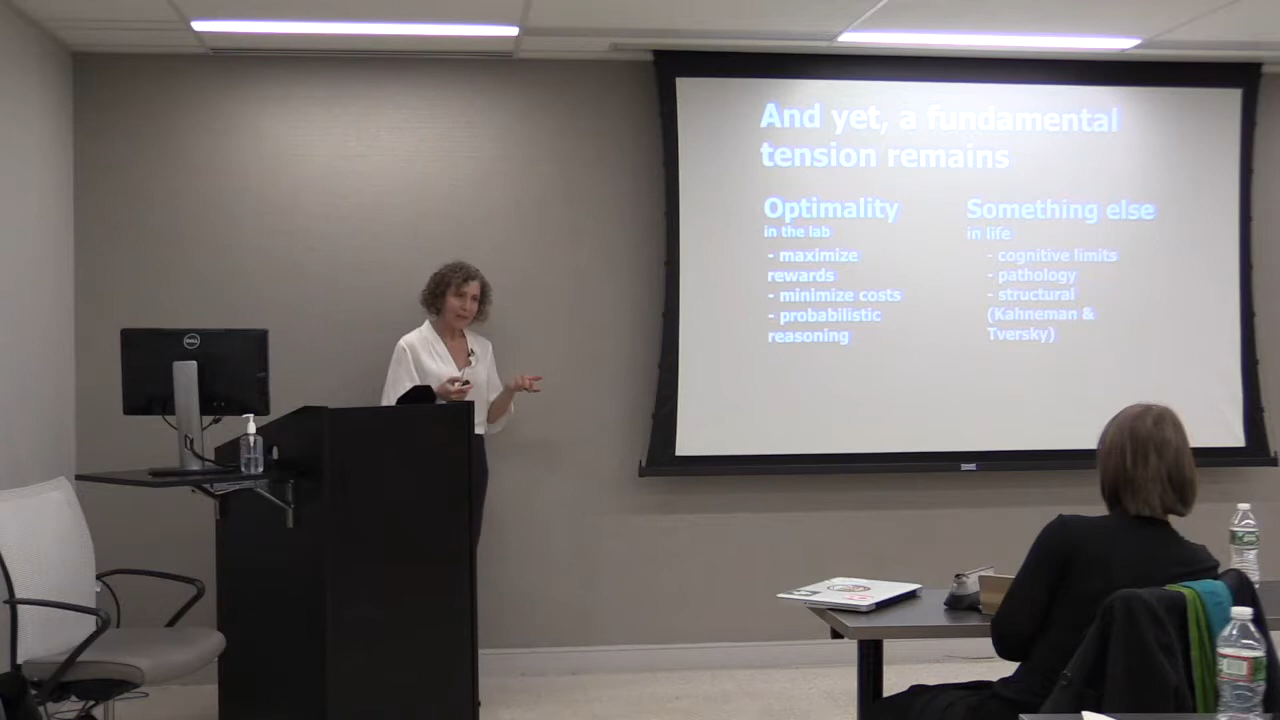 And yet, a fundamental
tension remains
Optimality
in the lab
- maximize
rewards
- minimize costs
- probabilistic
reasoning
Something else
in life
- cognitive limits
- pathology
- structural
(Kahneman &
Tversky)
DELL